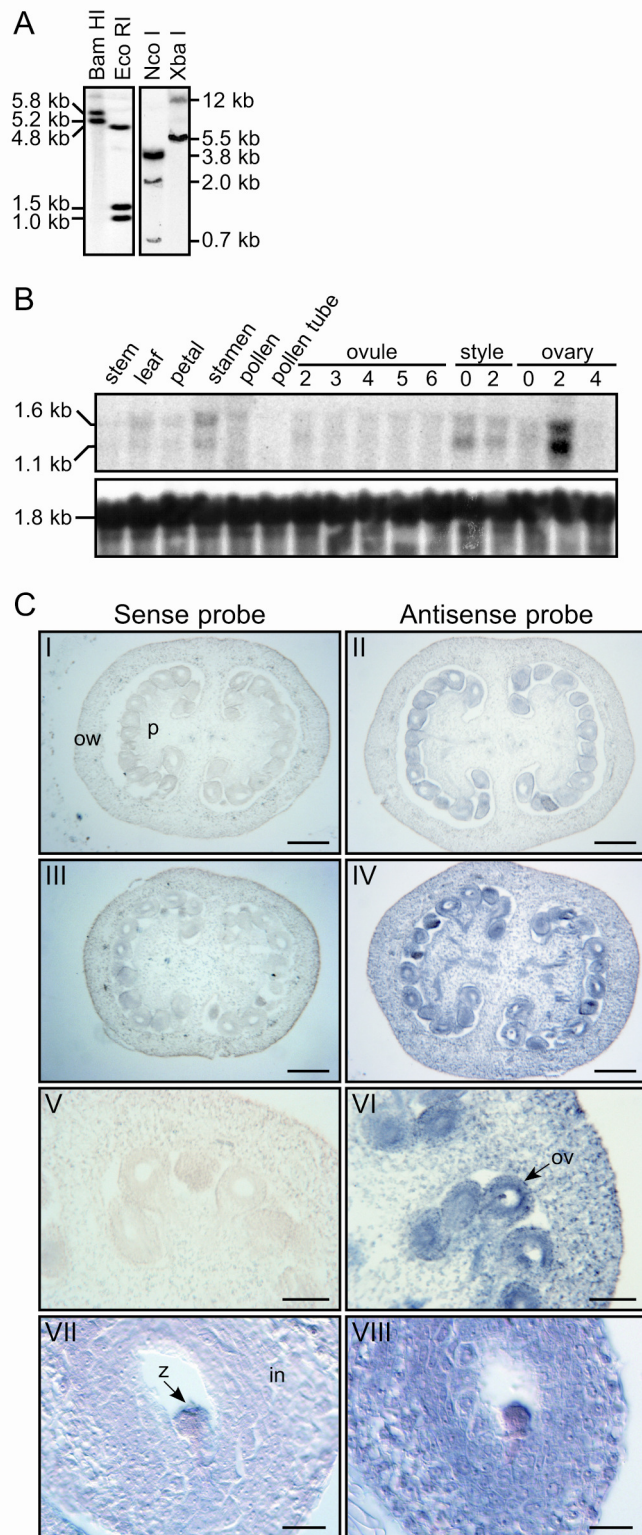 A
Bam HI
Eco RI
Nco I
Xba I
5.8 kb
5.2 kb
4.8 kb
1.5 kb
1.0 kb
12 kb
5.5 kb
3.8 kb
2.0 kb
0.7 kb
B
stem
leaf
petal
stamen
pollen
pollen tube
ovule style ovary
2 3 4 5 6 0 2 0 2 4
1.6 kb
1.1 kb
1.8 kb
C
Sense probe Antisense probe
I II
ow p
III IV
V VI
ov
VII VIII
z in